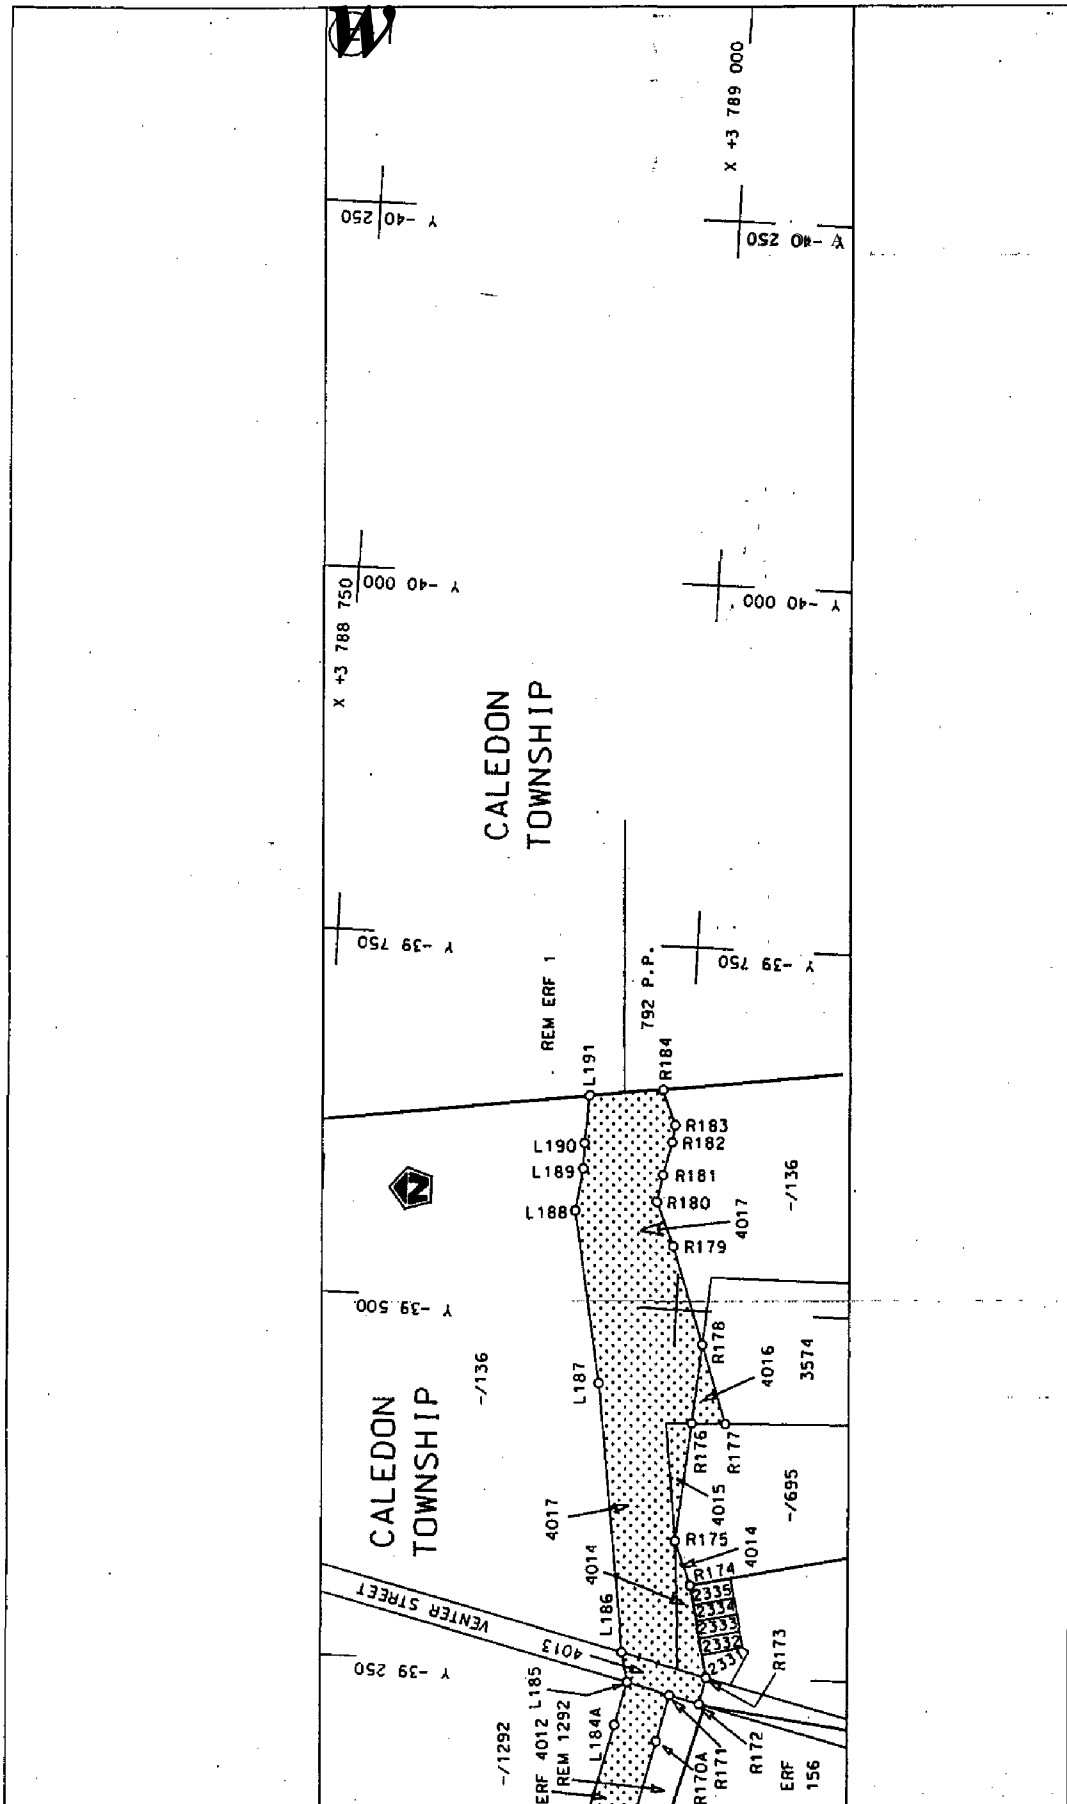 W
X +3 789 000
Y -40 250
Y -40 250
X +3 788 750
Y -40 000
Y -40 000
CALEDON
TOWNSHIP
Y -39 750
Y -39 750
REM ERF 1
792 P.P.
L191
R184
L190
R183
R182
L189
R181
L188
R180
R179
4017
-/136
N
Y -39 500
R178
4016
3574
L187
-/136
CALEDON
TOWNSHIP
R176
R177
4015
-/695
4017
R175
4014
4014
R174
2335
2334
2333
2332
2331
R173
VENTER STREET
L186
4013
Y -39 250
L185
-/1292
ERF 4012
REM 1292
L184A
R170A
R171
R172
ERF
156